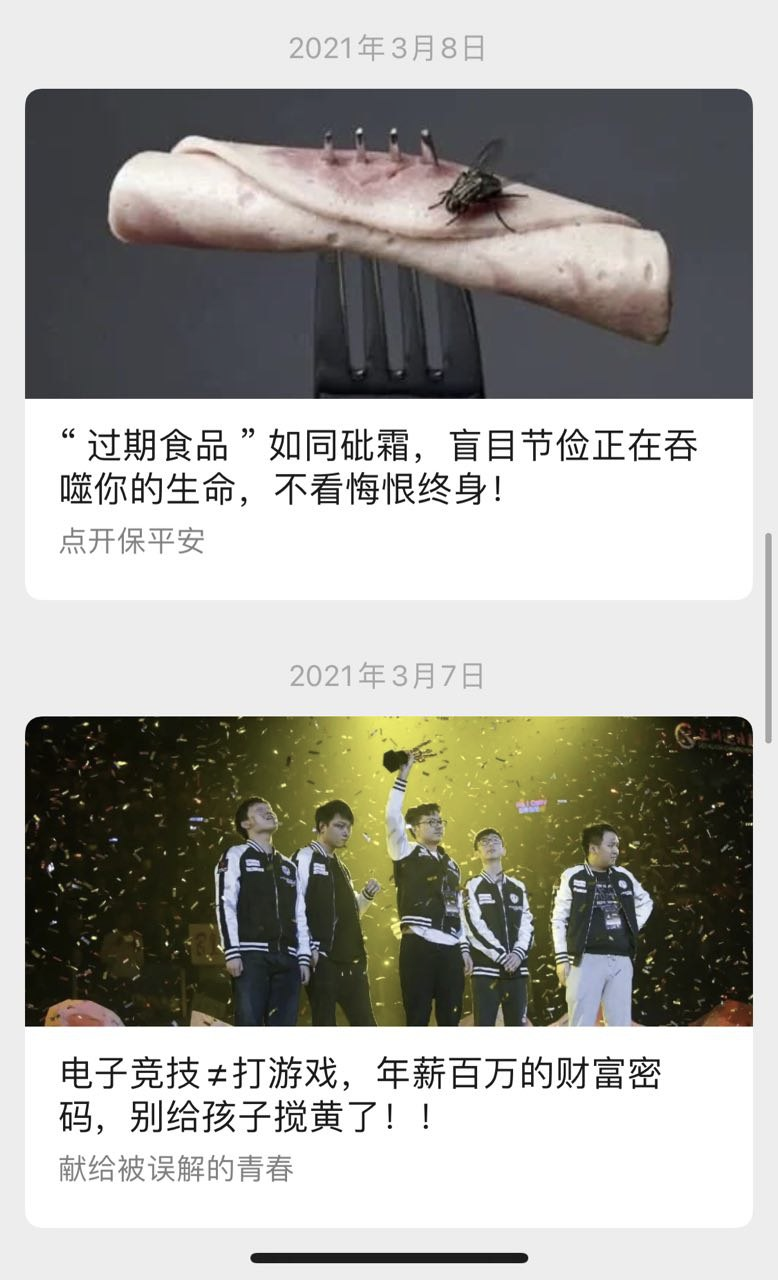 2021年3月8日
“过期食品”如同砒霜，盲目节俭正在吞
噬你的生命，不看悔恨终身！
点开保平安
2021年3月7日
电子竞技≠打游戏，年薪百万的财富密
码，别给孩子搅黄了！！
献给被误解的青春